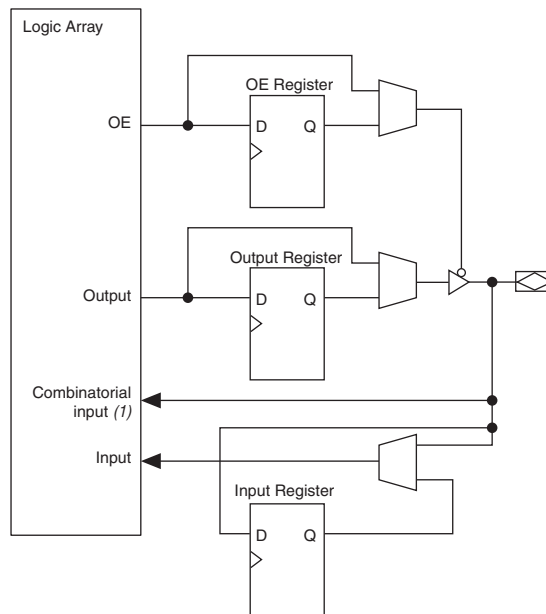 Logic Array
OE Register
OE
D
Q
Output Register
Output
D
Q
Combinatorial
input (1)
Input
Input Register
D
Q